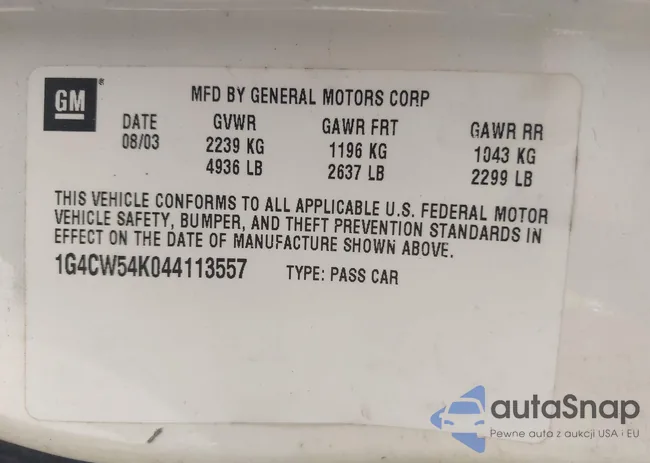 GM
®
MFD BY GENERAL MOTORS CORP
DATE GVWR GAWR FRT GAWR RR
08/03 2239 KG 1196 KG 1043 KG
4936 LB 2637 LB 2299 LB
THIS VEHICLE CONFORMS TO ALL APPLICABLE U.S. FEDERAL MOTOR
VEHICLE SAFETY, BUMPER, AND THEFT PREVENTION STANDARDS IN
EFFECT ON THE DATE OF MANUFACTURE SHOWN ABOVE.
1G4CW54K044113557 TYPE: PASS CAR
autaSnap
Pewne auta z aukcji USA i EU